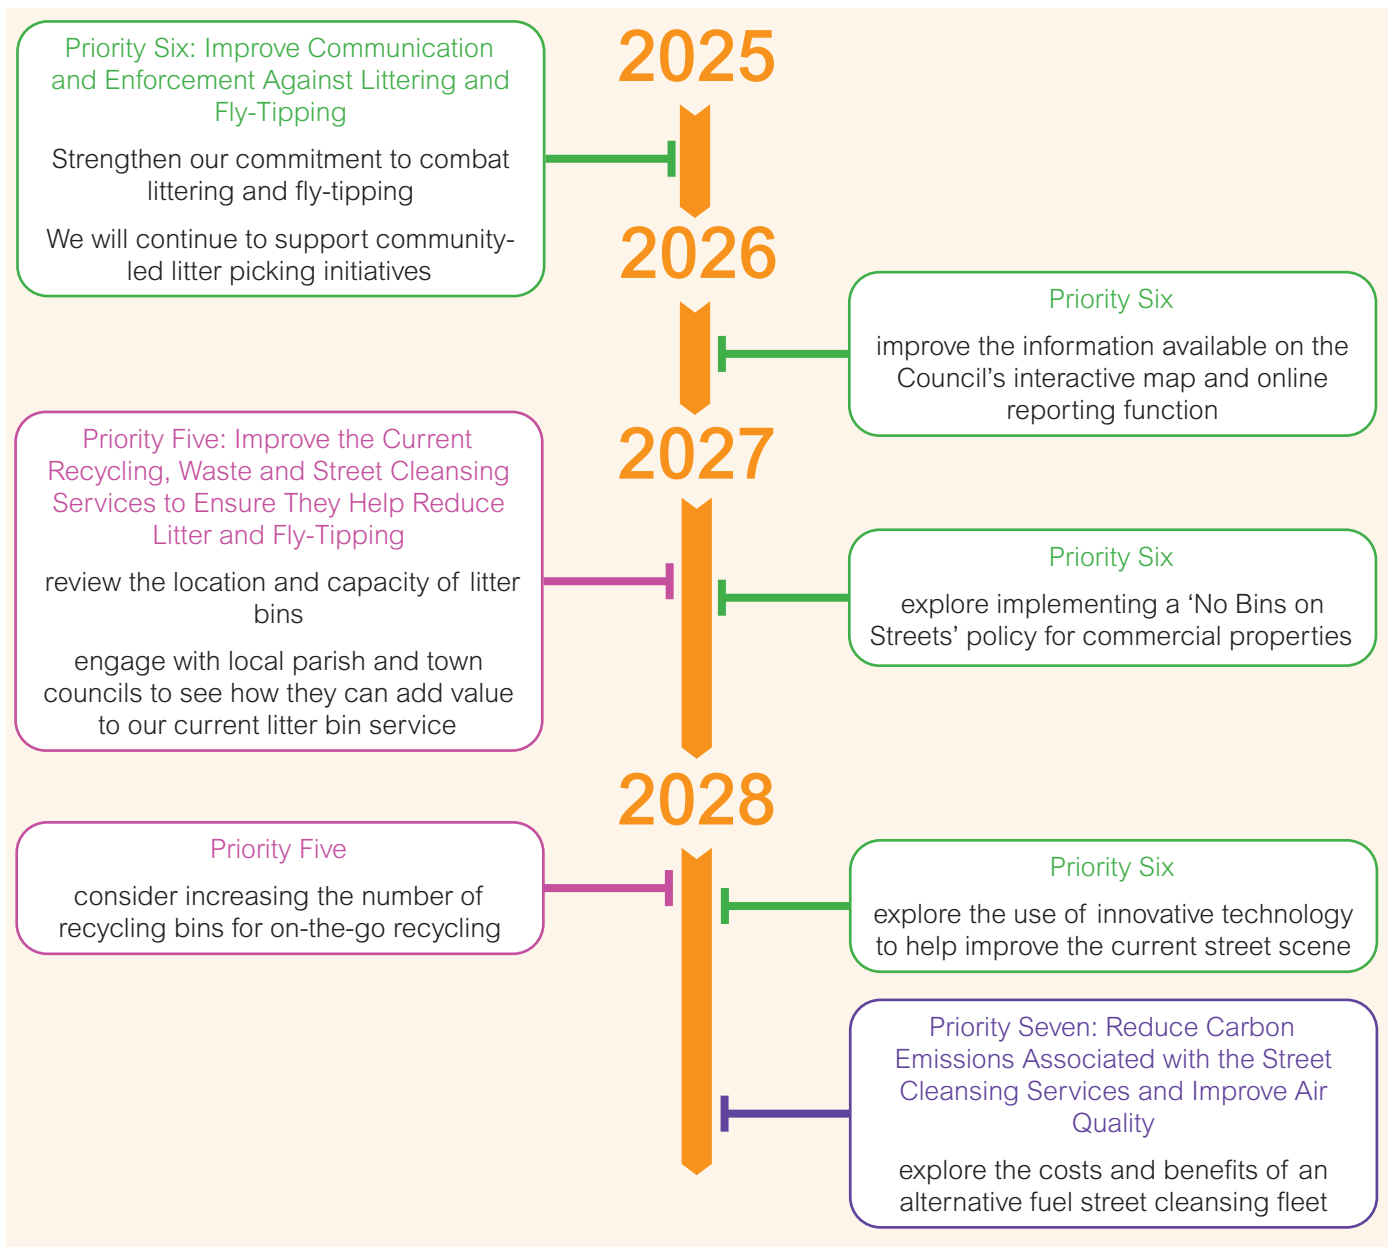 2025
Priority Six: Improve Communication
and Enforcement Against Littering and
Fly-Tipping
Strengthen our commitment to combat
littering and fly-tipping
We will continue to support community-
led litter picking initiatives
2026
Priority Six
improve the information available on the
Council’s interactive map and online
reporting function
2027
Priority Five: Improve the Current
Recycling, Waste and Street Cleansing
Services to Ensure They Help Reduce
Litter and Fly-Tipping
review the location and capacity of litter
bins
engage with local parish and town
councils to see how they can add value
to our current litter bin service
Priority Six
explore implementing a ‘No Bins on
Streets’ policy for commercial properties
2028
Priority Five
consider increasing the number of
recycling bins for on-the-go recycling
Priority Six
explore the use of innovative technology
to help improve the current street scene
Priority Seven: Reduce Carbon
Emissions Associated with the Street
Cleansing Services and Improve Air
Quality
explore the costs and benefits of an
alternative fuel street cleansing fleet